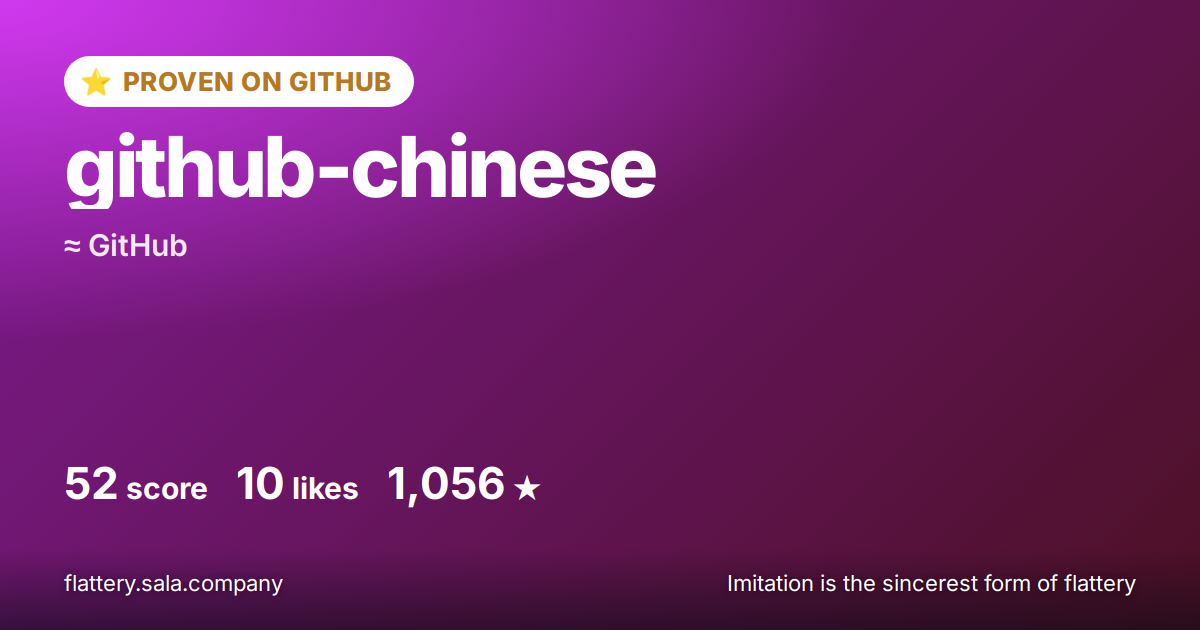 ⭐ PROVEN ON GITHUB
github-chinese
≈ GitHub
52 score 10 likes 1,056 ★
flattery.sala.company
Imitation is the sincerest form of flattery